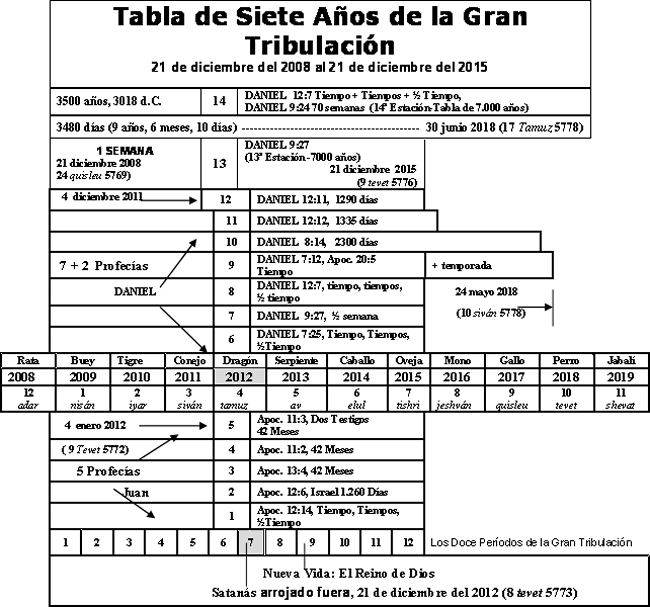 Tabla de Siete Años de la Gran
Tribulación
21 de diciembre del 2008 al 21 de diciembre del 2015
3500 años, 3018 d.C.
14
DANIEL 12:7 Tiempo + Tiempos + ½ Tiempo,
DANIEL 9:24 70 semanas (14ª Estación-Tabla de 7.000 años)
3480 días (9 años, 6 meses, 10 días) ------------------------------------------- 30 junio 2018 (17 Tamuz 5778)
1 SEMANA
21 diciembre 2008
24 quisleu 5769)
13
DANIEL 9:27
(13ª Estación -7000 años)
21 diciembre 2015
(9 tevet 5776)
4 diciembre 2011
12
DANIEL 12:11, 1290 días
11
DANIEL 12:12, 1335 días
10
DANIEL 8:14, 2300 días
7 + 2 Profecías
9
DANIEL 7:12, Apoc. 20:5
Tiempo
+ temporada
DANIEL
8
DANIEL 12:7, tiempo, tiempos,
½ tiempo
24 mayo 2018
(10 siván 5778)
7
DANIEL 9:27, ½ semana
6
DANIEL 7:25, Tiempo, Tiempos,
½Tiempo
Rata Buey Tigre Conejo Dragón Serpiente Caballo Oveja Mono Gallo Perro Jabalí
2008 2009 2010 2011 2012 2013 2014 2015 2016 2017 2018 2019
12 1 2 3 4 5 6 7 8 9 10 11
adar nisán iyar siván tamuz av elul tishri jeshván quisleu tevet shevat
4 enero 2012
5
Apoc. 11:3, Dos Testigos
42 Meses
( 9 Tevet 5772)
4
Apoc. 11:2, 42 Meses
5 Profecías
3
Apoc. 13:4, 42 Meses
Juan
2
Apoc. 12:6, Israel 1.260 Días
1
Apoc. 12:14, Tiempo, Tiempos,
½Tiempo
1 2 3 4 5 6 7 8 9 10 11 12 Los Doce Períodos de la Gran Tribulación
Nueva Vida: El Reino de Dios
Satanás arrojado fuera, 21 de diciembre del 2012 (8 tevet 5773)